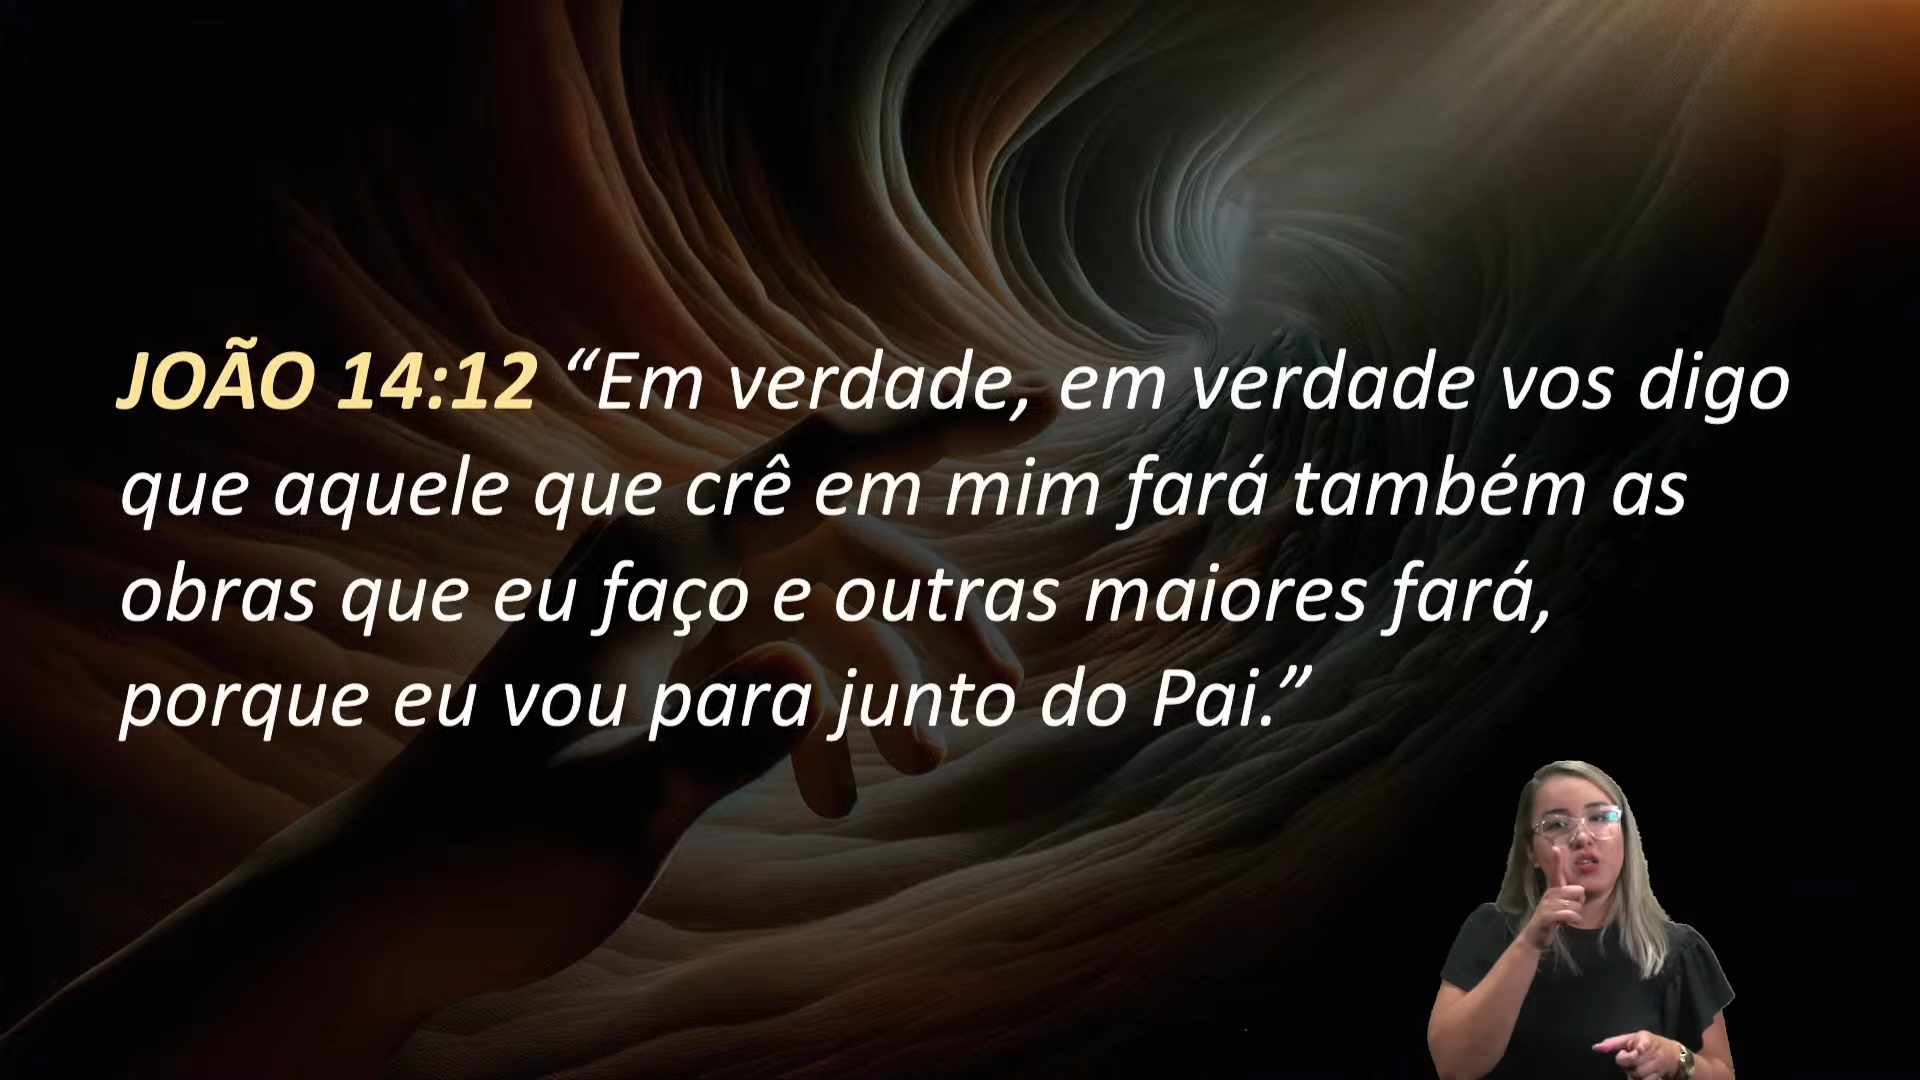 JOÃO 14:12 “Em verdade, em verdade vos digo
que aquele que crê em mim fará também as
obras que eu faço e outras maiores fará,
porque eu vou para junto do Pai.”